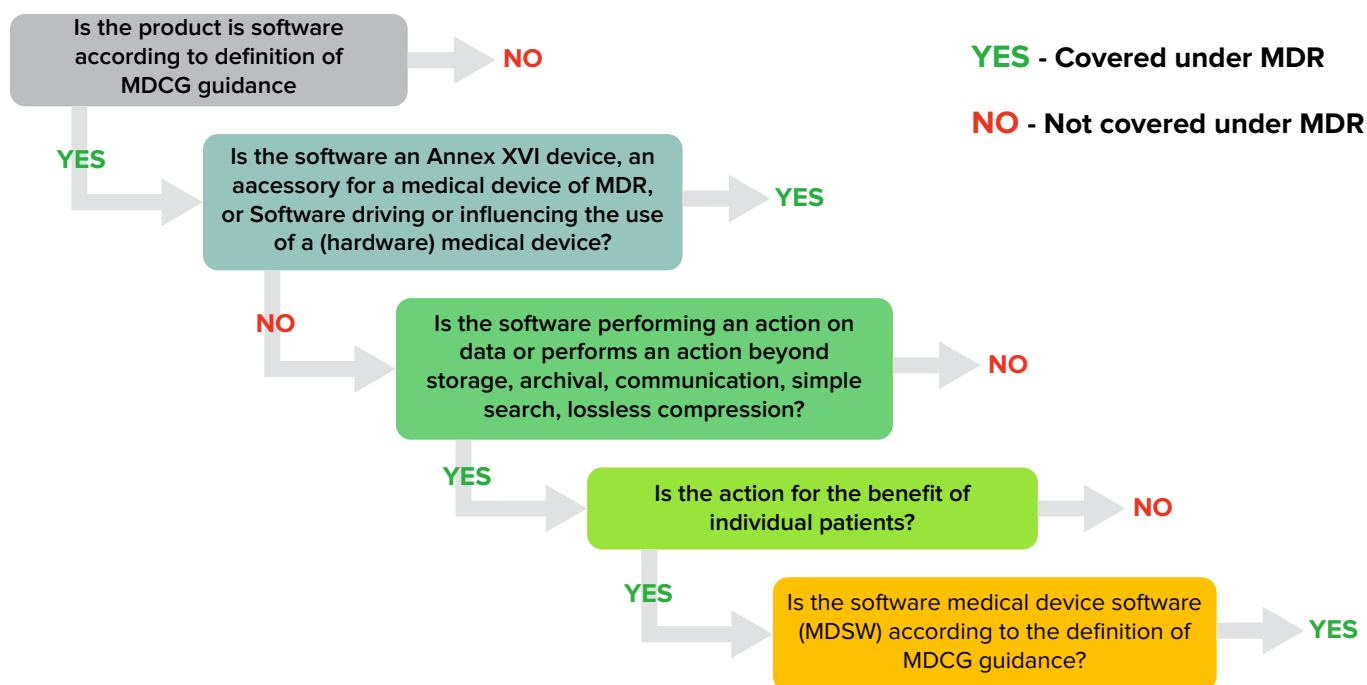 Is the product is software
according to definition of
MDCG guidance
NO
YES - Covered under MDR
NO - Not covered under MDR
YES
Is the software an Annex XVI device, an
aacessory for a medical device of MDR,
or Software driving or influencing the use
of a (hardware) medical device?
YES
NO
Is the software performing an action on
data or performs an action beyond
storage, archival, communication, simple
search, lossless compression?
NO
YES
Is the action for the benefit of
individual patients?
NO
YES
Is the software medical device software
(MDSW) according to the definition of
MDCG guidance?
YES